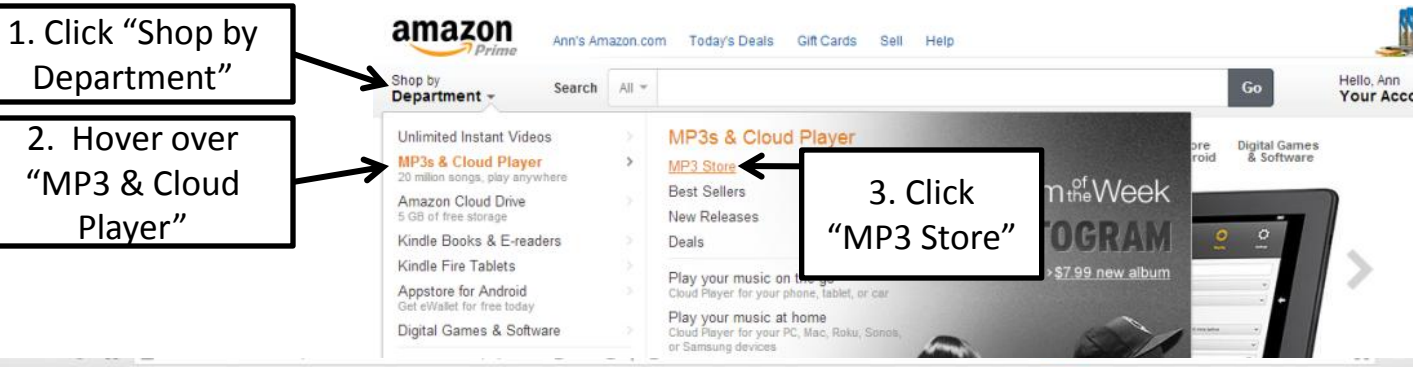 1. Click “Shop by
Department”
2. Hover over
“MP3 & Cloud
Player”
amazon
Prime
Ann's Amazon.com Today's Deals Gift Cards Sell Help
Shop by
Department
Search All
Go
Hello, Ann
Your Acco
Unlimited Instant Videos
MP3s & Cloud Player
20 million songs, play anywhere
Amazon Cloud Drive
5 GB of free storage
Kindle Books & E-readers
Kindle Fire Tablets
Appstore for Android
Get eWallet for free today
Digital Games & Software
MP3s & Cloud Player
MP3 Store
Best Sellers
New Releases
Deals
Play your music on the go
Cloud Player for your phone, tablet, or car
Play your music at home
Cloud Player for your PC, Mac, Roku, Sonos,
or Samsung devices
3. Click
“MP3 Store”
m of the Week
TOGRAM
$7.99 new album
ore
roid
Digital Games
& Software